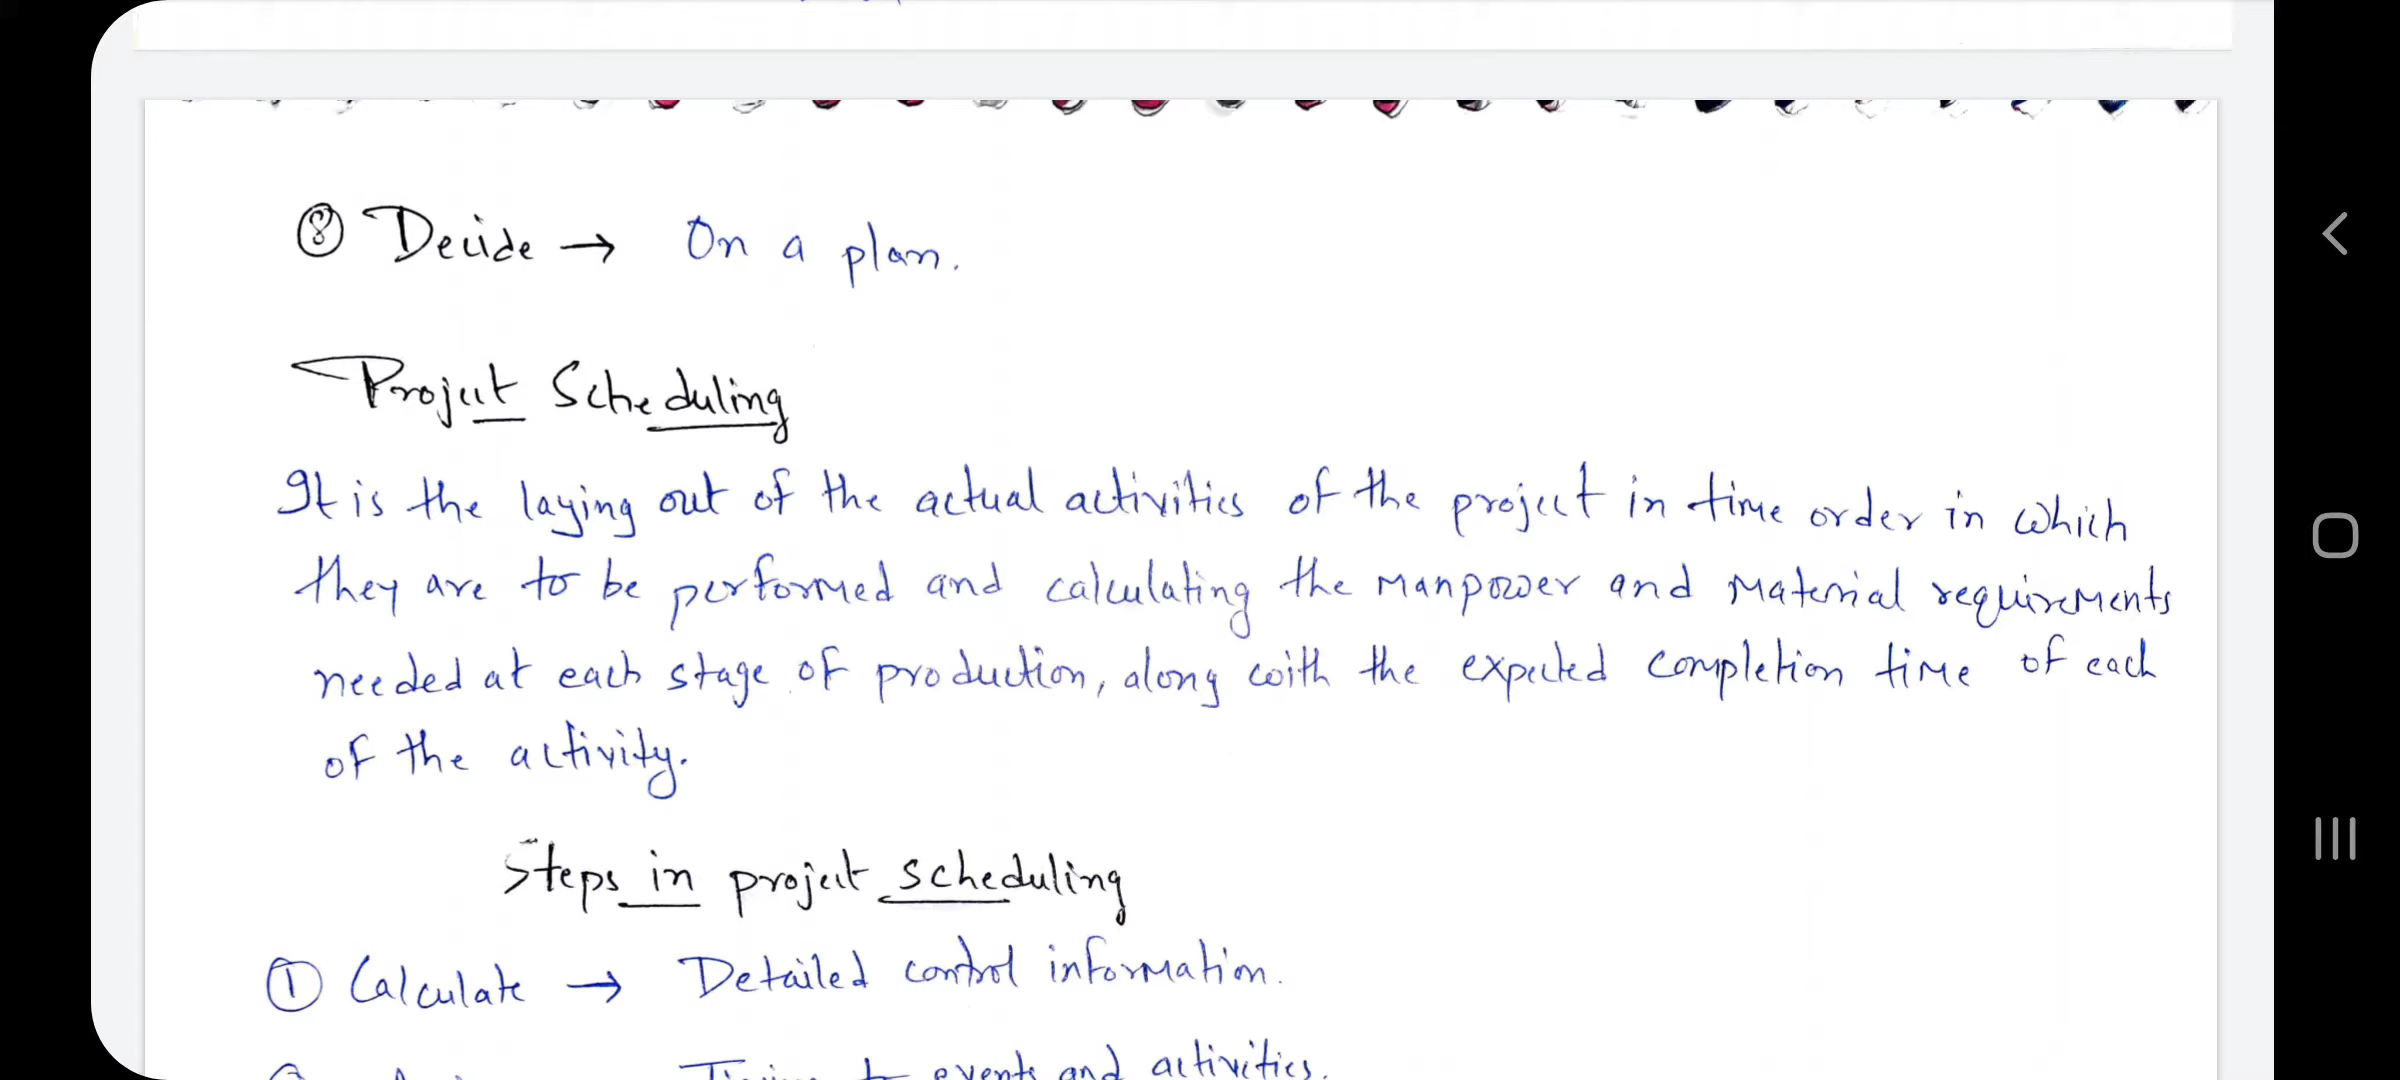 ⑧ Decide → On a plan.
Project Scheduling
It is the laying out of the actual activities of the project in time order in which
they are to be performed and calculating the manpower and material requirements
needed at each stage of production, along with the expected completion time of each
of the activity.
Steps in project scheduling
① Calculate → Detailed control information.
events and activities.